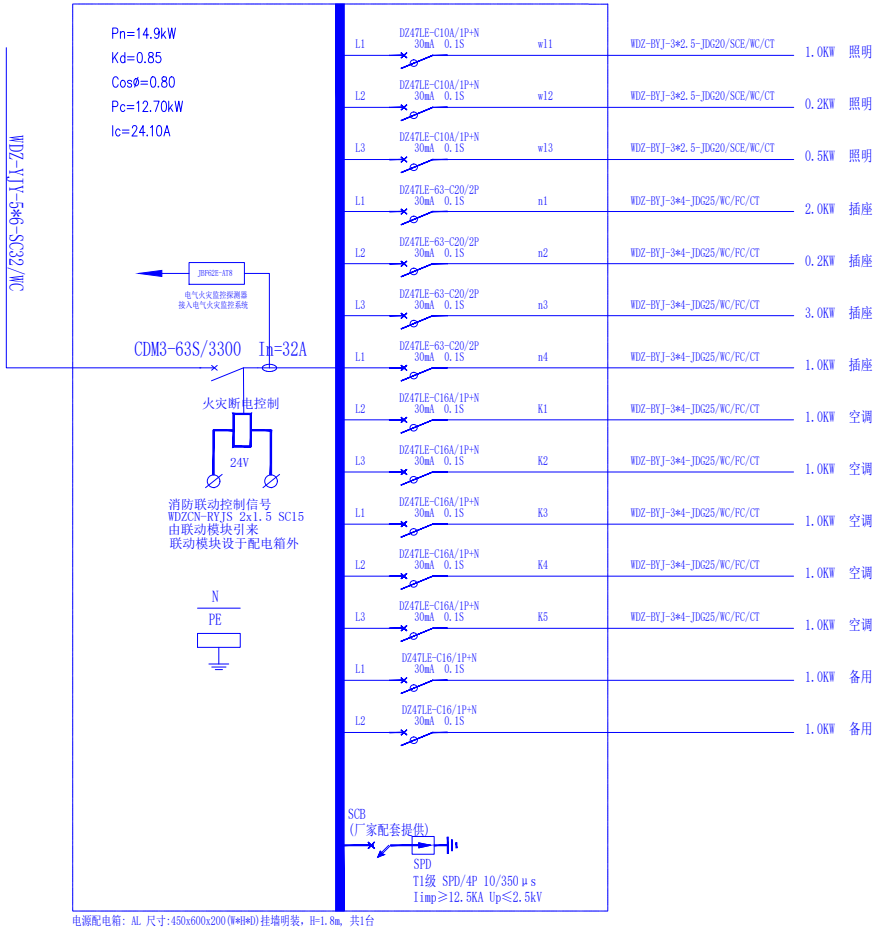 Pn=14.9kW
Kd=0.85
CosØ=0.80
Pc=12.70kW
Ic=24.10A
WDZ-YJY-5*6-SC32/WC
JBF62E-AT8
电气火灾监控探测器
接入电气火灾监控系统
CDM3-63S/3300 In=32A
火灾断电控制
24V
消防联动控制信号
WDZCN-RYJS 2x1.5 SC15
由联动模块引来
联动模块设于配电箱外
N
PE
DZ47LE-C10A/1P+N
L1 30mA 0.1S wl1 WDZ-BYJ-3*2.5-JDG20/SCE/WC/CT 1.0KW 照明
DZ47LE-C10A/1P+N
L2 30mA 0.1S wl2 WDZ-BYJ-3*2.5-JDG20/SCE/WC/CT 0.2KW 照明
DZ47LE-C10A/1P+N
L3 30mA 0.1S wl3 WDZ-BYJ-3*2.5-JDG20/SCE/WC/CT 0.5KW 照明
DZ47LE-63-C20/2P
L1 30mA 0.1S n1 WDZ-BYJ-3*4-JDG25/WC/FC/CT 2.0KW 插座
DZ47LE-63-C20/2P
L2 30mA 0.1S n2 WDZ-BYJ-3*4-JDG25/WC/FC/CT 0.2KW 插座
DZ47LE-63-C20/2P
L3 30mA 0.1S n3 WDZ-BYJ-3*4-JDG25/WC/FC/CT 3.0KW 插座
DZ47LE-63-C20/2P
L1 30mA 0.1S n4 WDZ-BYJ-3*4-JDG25/WC/FC/CT 1.0KW 插座
DZ47LE-C16A/1P+N
L2 30mA 0.1S K1 WDZ-BYJ-3*4-JDG25/WC/FC/CT 1.0KW 空调
DZ47LE-C16A/1P+N
L3 30mA 0.1S K2 WDZ-BYJ-3*4-JDG25/WC/FC/CT 1.0KW 空调
DZ47LE-C16A/1P+N
L1 30mA 0.1S K3 WDZ-BYJ-3*4-JDG25/WC/FC/CT 1.0KW 空调
DZ47LE-C16A/1P+N
L2 30mA 0.1S K4 WDZ-BYJ-3*4-JDG25/WC/FC/CT 1.0KW 空调
DZ47LE-C16A/1P+N
L3 30mA 0.1S K5 WDZ-BYJ-3*4-JDG25/WC/FC/CT 1.0KW 空调
DZ47LE-C16/1P+N
L1 30mA 0.1S 1.0KW 备用
DZ47LE-C16/1P+N
L2 30mA 0.1S 1.0KW 备用
SCB
(厂家配套提供)
SPD
T1级 SPD/4P 10/350μs
Iimp≥12.5KA Up≤2.5kV
电源配电箱: AL 尺寸:450x600x200(W*H*D)挂墙明装, H=1.8m, 共1台